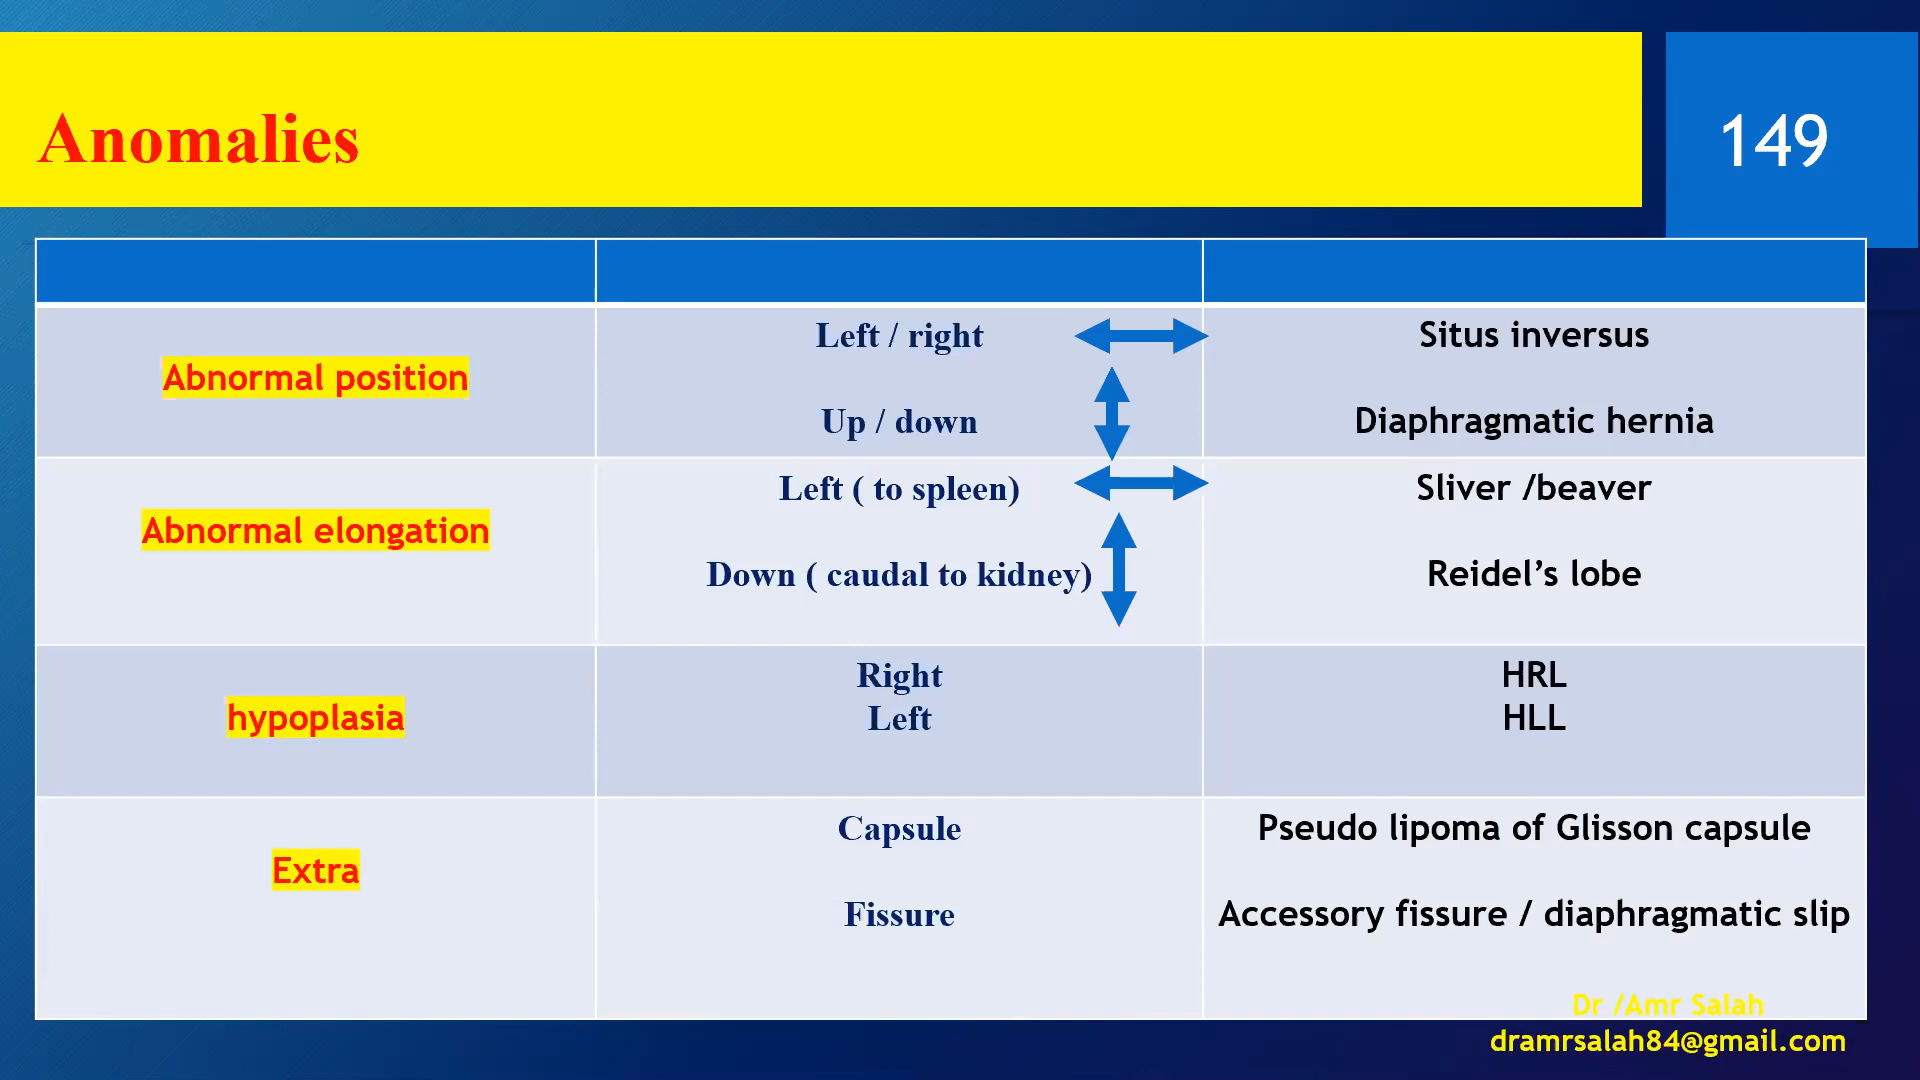 Anomalies
149
Abnormal position
Left / right
Situs inversus
Up / down
Diaphragmatic hernia
Abnormal elongation
Left ( to spleen)
Sliver /beaver
Down ( caudal to kidney)
Reidel’s lobe
hypoplasia
Right
HRL
Left
HLL
Extra
Capsule
Pseudo lipoma of Glisson capsule
Fissure
Accessory fissure / diaphragmatic slip
Dr /Amr Salah
dramrsalah84@gmail.com